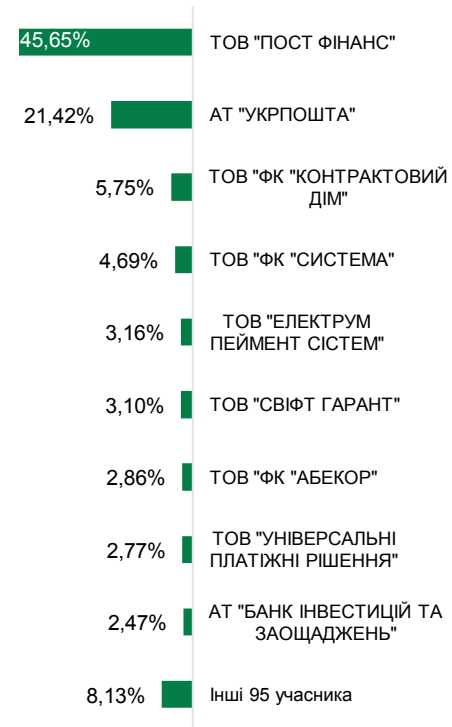 45,65% ТОВ "ПОСТ ФІНАНС"
21,42% АТ "УКРПОШТА"
5,75% ТОВ "ФК "КОНТРАКТОВИЙ
ДІМ"
4,69% ТОВ "ФК "СИСТЕМА"
3,16% ТОВ "ЕЛЕКТРУМ
ПЕЙМЕНТ СІСТЕМ"
3,10% ТОВ "СВІФТ ГАРАНТ"
2,86% ТОВ "ФК "АБЕКОР"
2,77% ТОВ "УНІВЕРСАЛЬНІ
ПЛАТІЖНІ РІШЕННЯ"
2,47% АТ "БАНК ІНВЕСТИЦІЙ ТА
ЗАОЩАДЖЕНЬ"
8,13% Інші 95 учасника